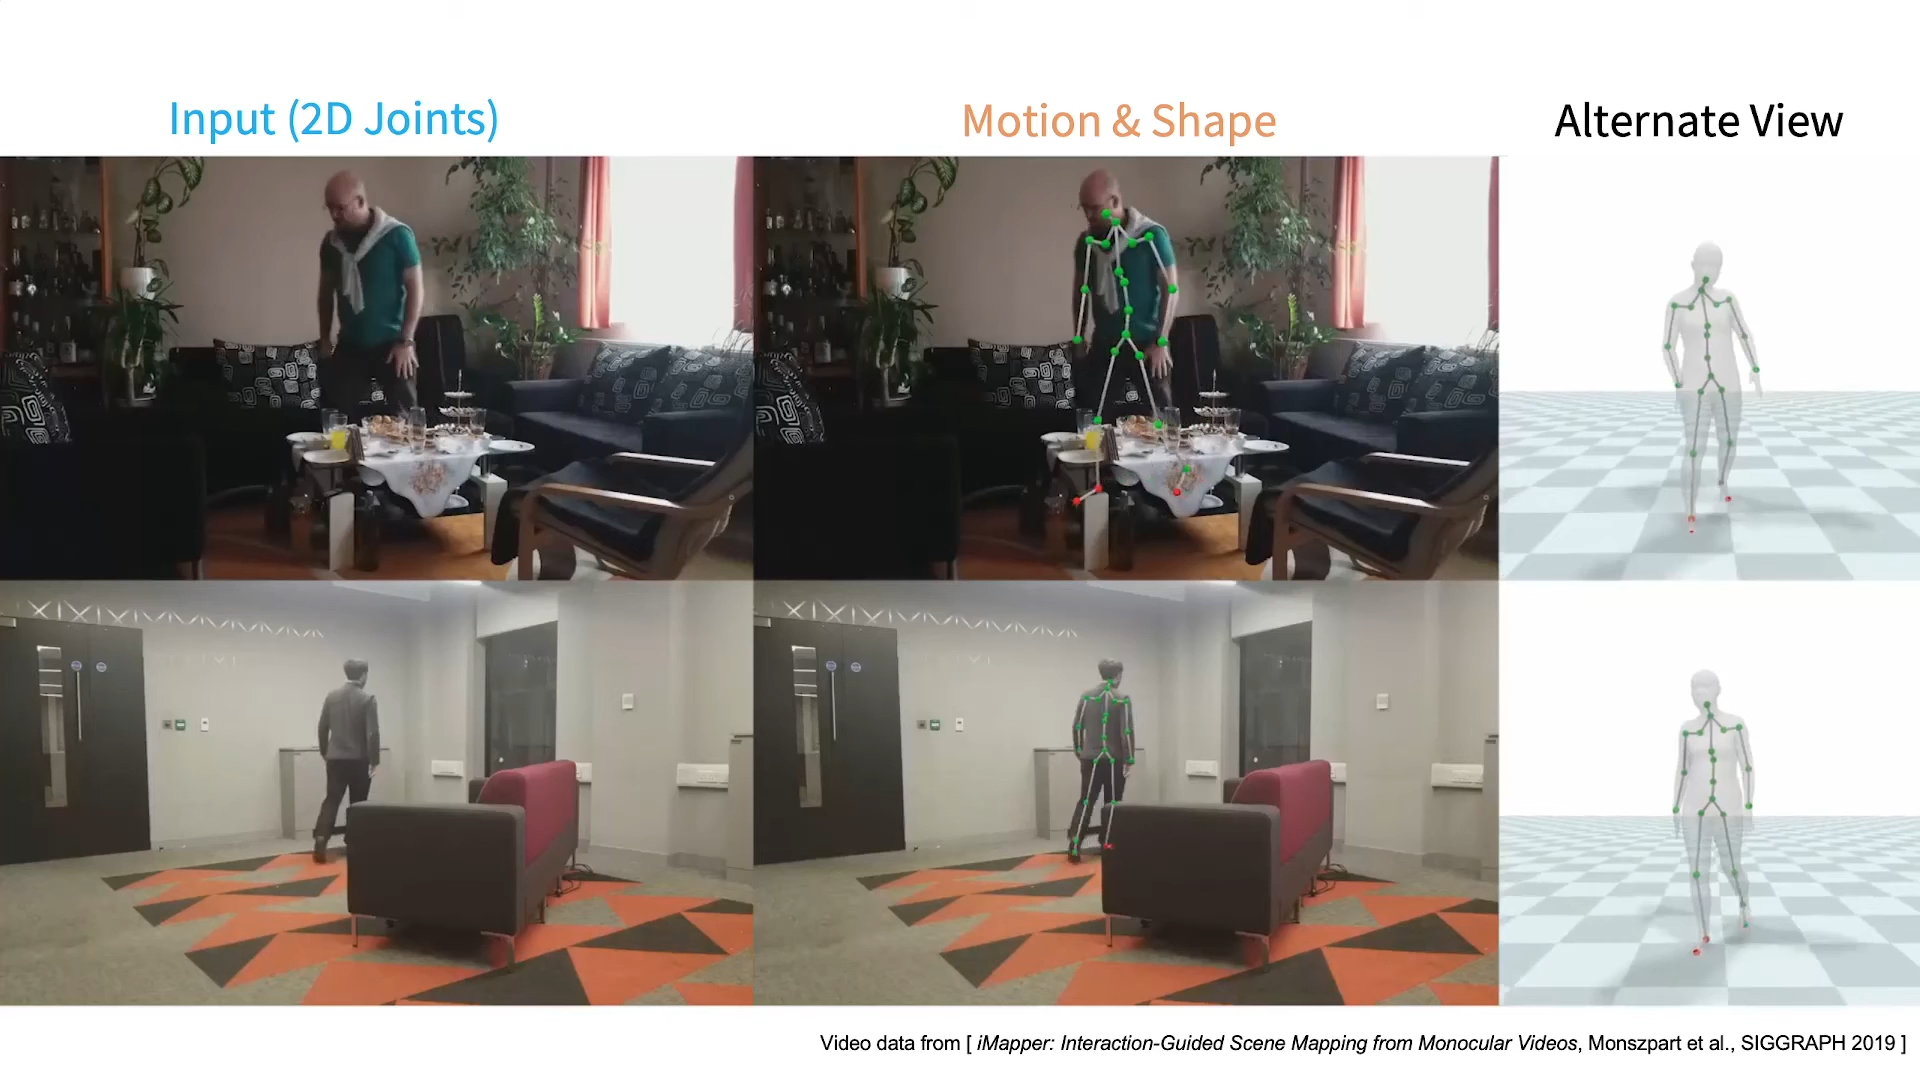 Input (2D Joints)
Motion & Shape
Alternate View
Video data from [ iMapper: Interaction-Guided Scene Mapping from Monocular Videos, Monszpart et al., SIGGRAPH 2019 ]